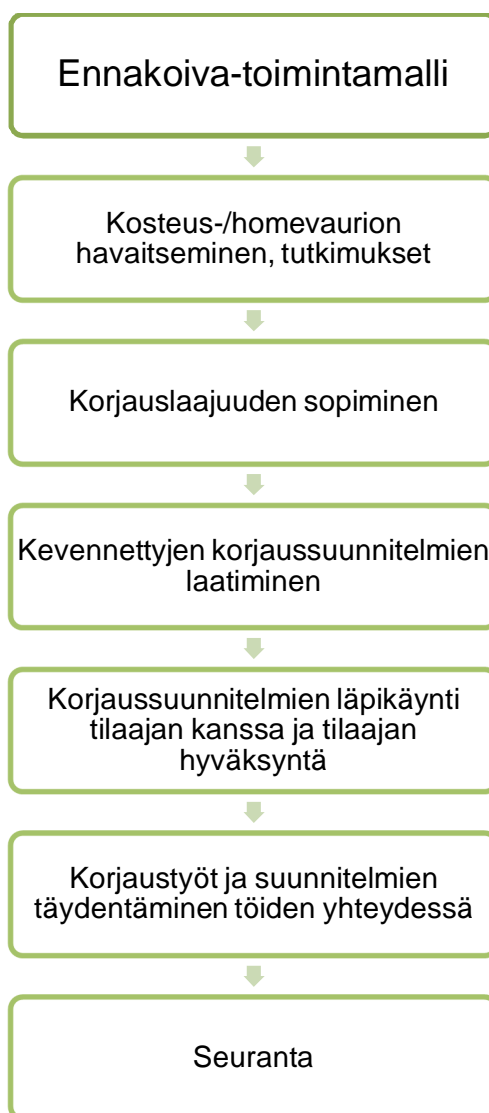 Ennakoiva-toimintamalli
Kosteus-/homevaurion
havaitseminen, tutkimukset
Korjauslaajuuden sopiminen
Kevennettyjen korjaussuunnitelmien
laatiminen
Korjaussuunnitelmien läpikäynti
tilaajan kanssa ja tilaajan
hyväksyntä
Korjaustyöt ja suunnitelmien
täydentäminen töiden yhteydessä
Seuranta